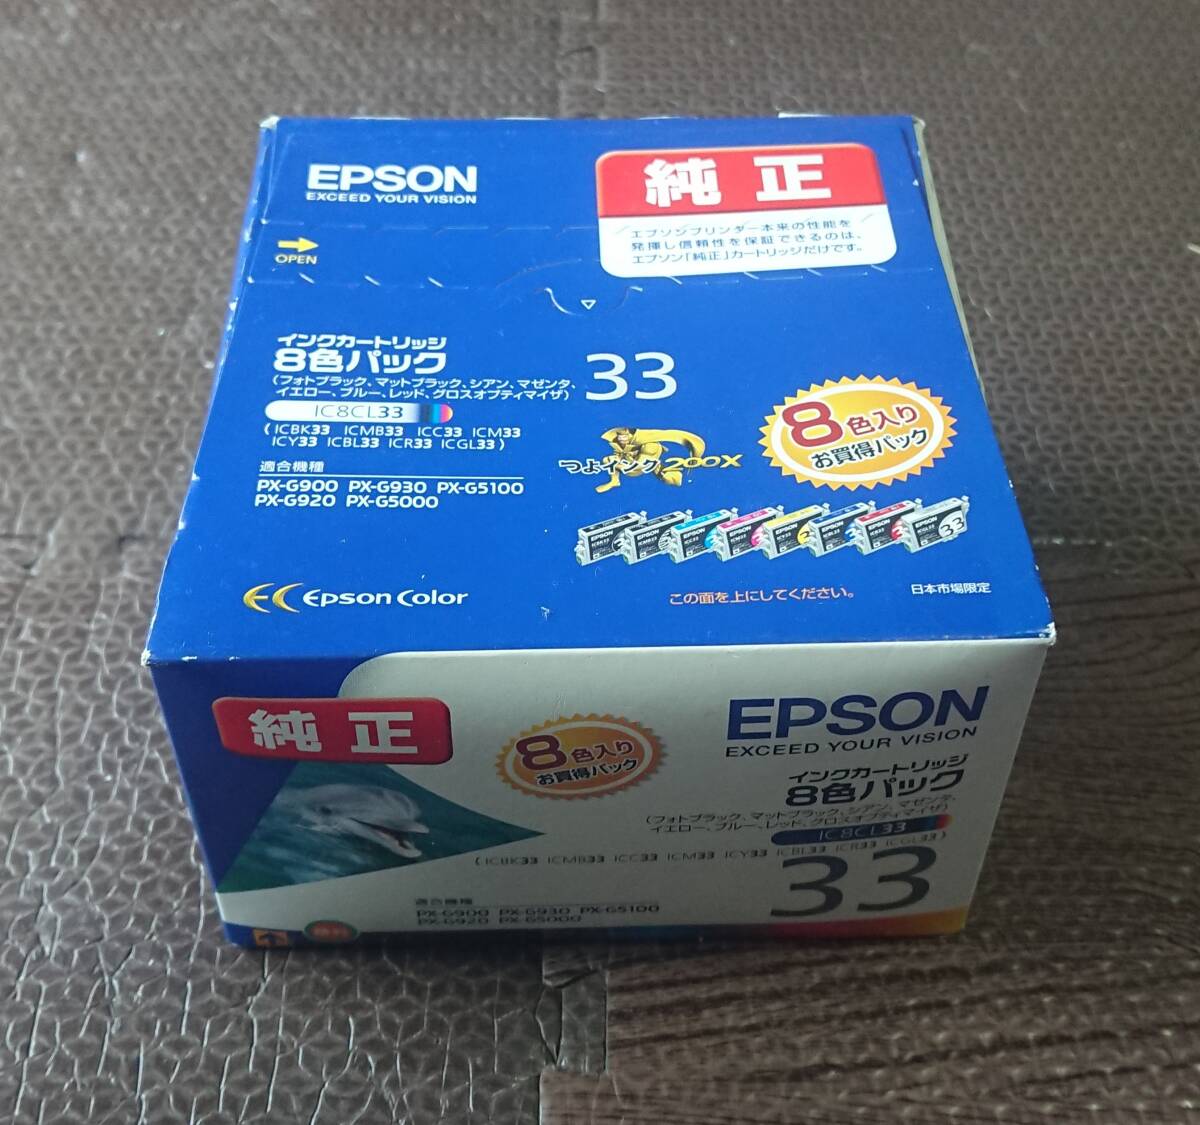 EPSON
EXCEED YOUR VISION
純正
エプソンプリンター本来の性能を
発揮し信頼性を保証できるのは、
エプソン「純正」カートリッジだけです。
OPEN
インクカートリッジ
8色パック
33
(フォトブラック、マットブラック、シアン、マゼンタ、
イエロー、ブルー、レッド、グロスオプティマイザ)
IC8CL33
(ICBK33 ICMB33 ICC33 ICM33
ICY33 ICBL33 ICR33 ICGL33)
適合機種
PX-G900 PX-G930 PX-G5100
PX-G920 PX-G5000
つよインク200X
8色入り
お買得パック
EPSON Color
この面を上にしてください。
日本市場限定
純正
8色入り
お買得パック
EPSON
EXCEED YOUR VISION
インクカートリッジ
8色パック
(フォトブラック、マットブラック、シアン、マゼンタ、
イエロー、ブルー、レッド、グロスオプティマイザ)
IC8CL33
(ICBK33 ICMB33 ICC33 ICM33 ICY33 ICBL33 ICR33 ICGL33)
33
適合機種
PX-G900 PX-G930 PX-G5100
PX-G920 PX-G5000